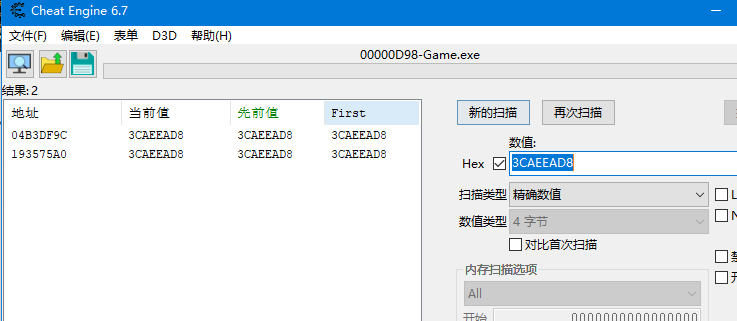 Cheat Engine 6.7
文件(F) 编辑(E) 表单 D3D 帮助(H)
00000D98-Game.exe
结果: 2
地址 当前值 先前值 First
04B3DF9C 3CAEEAD8 3CAEEAD8 3CAEEAD8
193575A0 3CAEEAD8 3CAEEAD8 3CAEEAD8
新的扫描 再次扫描
数值:
Hex 3CAEEAD8
扫描类型 精确数值
数值类型 4 字节
对比首次扫描
内存扫描选项
All
开始 0000000000000000